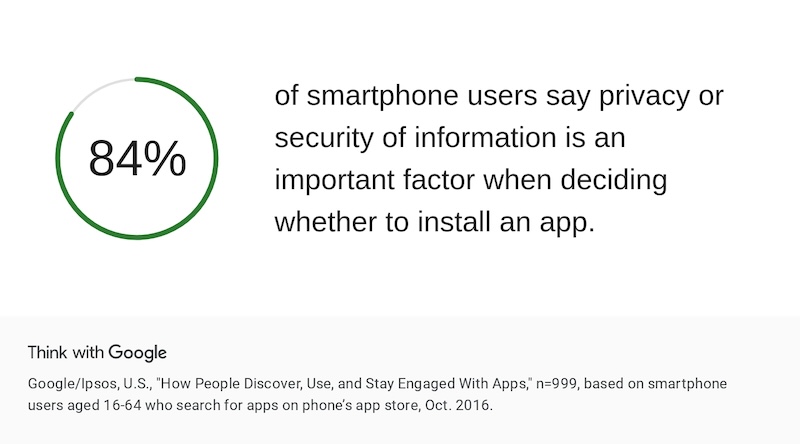 84%
of smartphone users say privacy or
security of information is an
important factor when deciding
whether to install an app.
Think with Google
Google/Ipsos, U.S., "How People Discover, Use, and Stay Engaged With Apps," n=999, based on smartphone
users aged 16-64 who search for apps on phone’s app store, Oct. 2016.